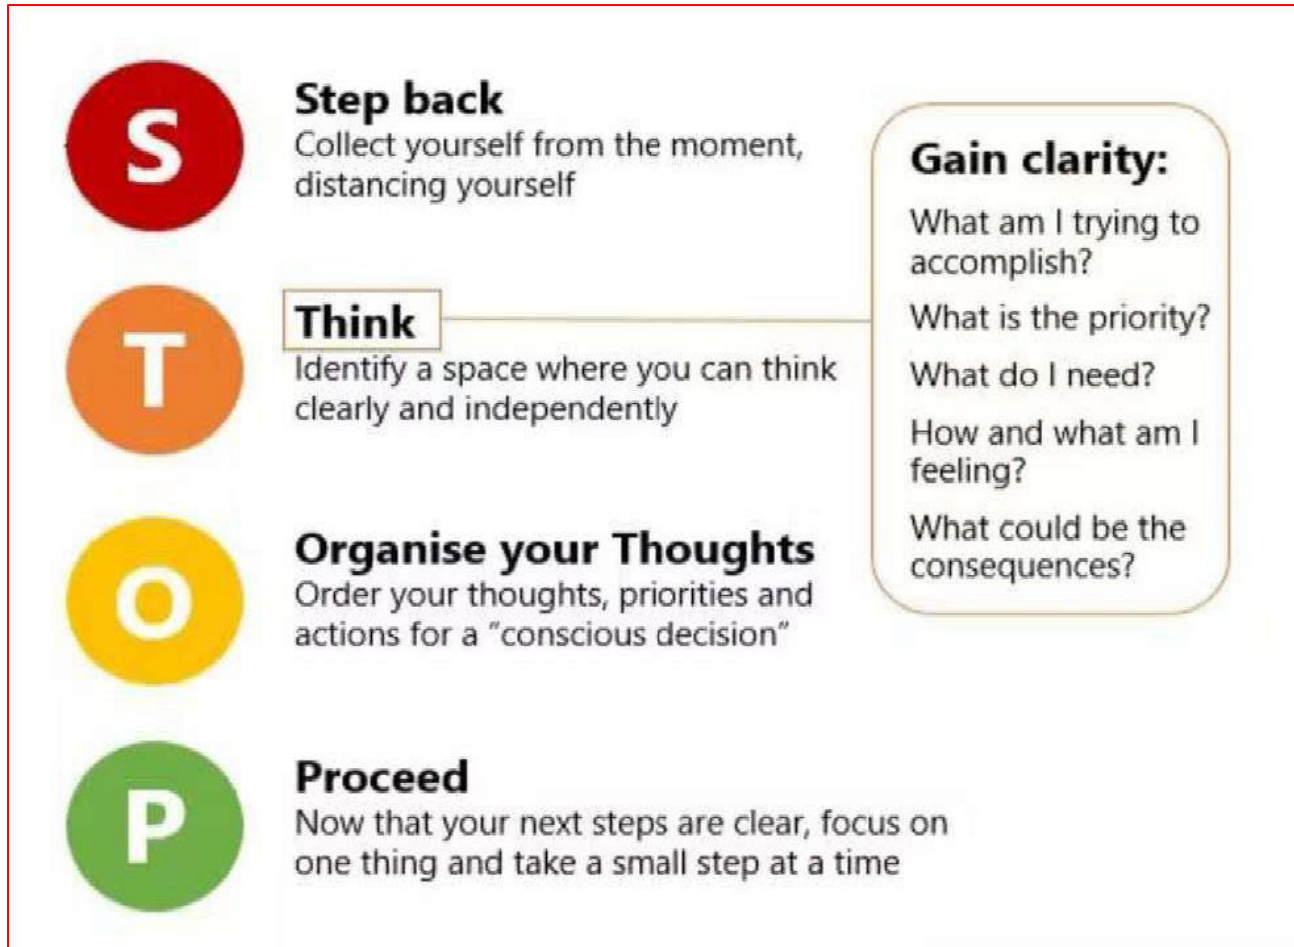 S
Step back
Collect yourself from the moment,
distancing yourself
T
Think
Identify a space where you can think
clearly and independently
Gain clarity:
What am I trying to
accomplish?
What is the priority?
What do I need?
How and what am I
feeling?
What could be the
consequences?
O
Organise your Thoughts
Order your thoughts, priorities and
actions for a "conscious decision"
P
Proceed
Now that your next steps are clear, focus on
one thing and take a small step at a time